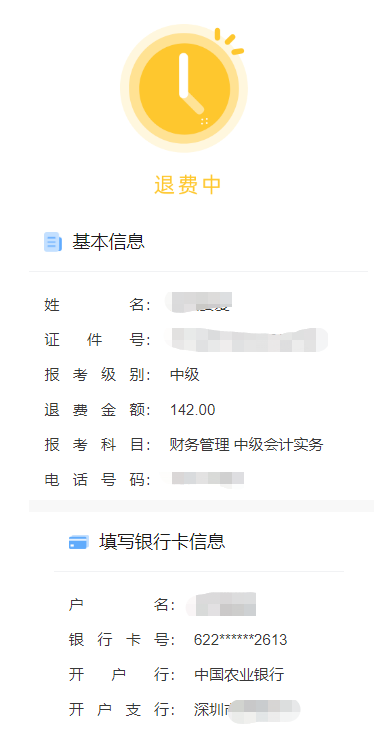 退费中
基本信息
姓名：
证件号：
报考级别： 中级
退费金额： 142.00
报考科目： 财务管理 中级会计实务
电话号码：
填写银行卡信息
户名：
银行卡号： 622******2613
开户行： 中国农业银行
开户支行： 深圳